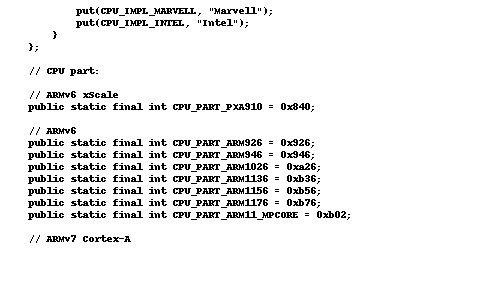 put(CPU_IMPL_MARVELL, "Marvell");
put(CPU_IMPL_INTEL, "Intel");
}
};
// CPU part:
// ARMv6 xScale
public static final int CPU_PART_PXA910 = 0x840;
// ARMv6
public static final int CPU_PART_ARM926 = 0x926;
public static final int CPU_PART_ARM946 = 0x946;
public static final int CPU_PART_ARM1026 = 0xa26;
public static final int CPU_PART_ARM1136 = 0xb36;
public static final int CPU_PART_ARM1156 = 0xb56;
public static final int CPU_PART_ARM1176 = 0xb76;
public static final int CPU_PART_ARM11_MPCORE = 0xb02;
// ARMv7 Cortex-A